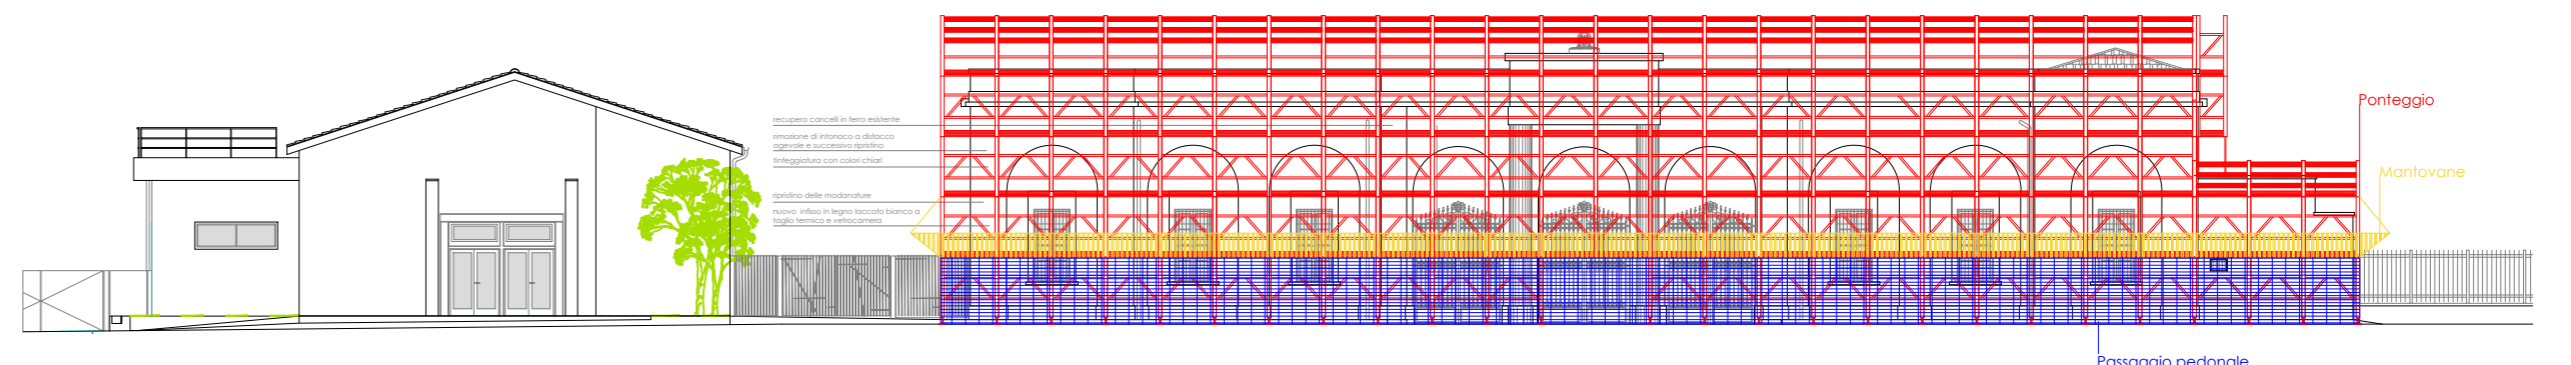 recupero cancelli in ferro esistente
rimozione di intonaco a distacco
agevole e successivo ripristino
tinteggiatura con colori chiari
ripristino delle modanature
nuovo infisso in legno laccato bianco a
taglio termico e vetrocamera
Ponteggio
Mantovane
Passaggio pedonale